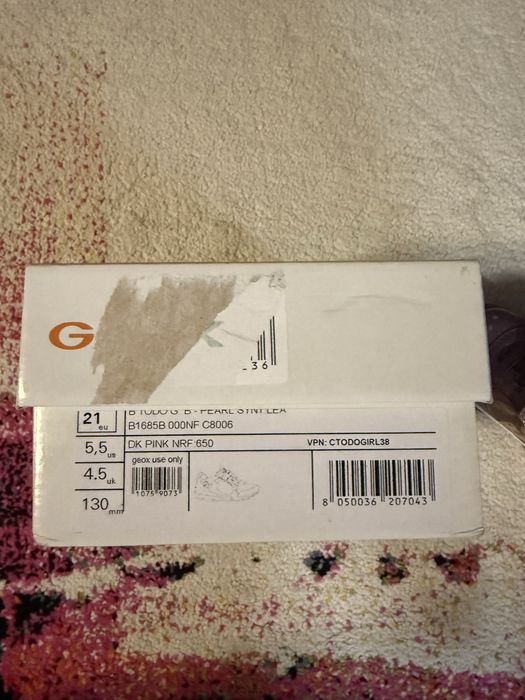 G
36
21 eu
B TODO G. B - PEARL SYNT.LEA
B1685B 000NF C8006
5,5 us
DK PINK NRF:650
VPN: CTODOGIRL38
4.5 uk
geox use only
1075 9073
130 mm
8 050036 207043